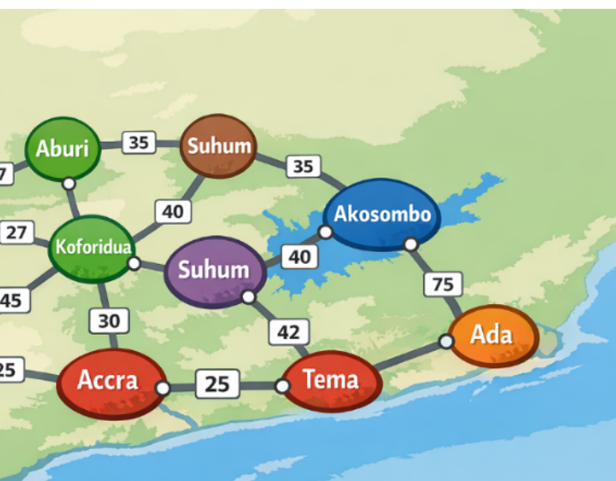 Aburi
35
Suhum
7
35
40
Akosombo
27
Koforidua
Suhum
40
75
45
30
42
Ada
25
Accra
25
Tema